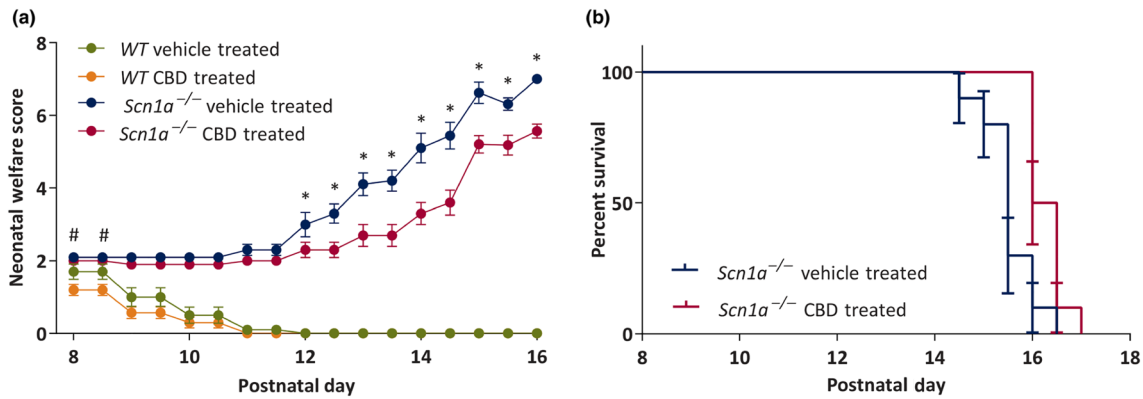 (a)
Neonatal welfare score
8
6
4
2
0
WT vehicle treated
WT CBD treated
Scn1a−/− vehicle treated
Scn1a−/− CBD treated
# #
* * * * * * * * *
8 10 12 14 16
Postnatal day
(b)
Percent survival
100
50
0
Scn1a−/− vehicle treated
Scn1a−/− CBD treated
8 10 12 14 16 18
Postnatal day